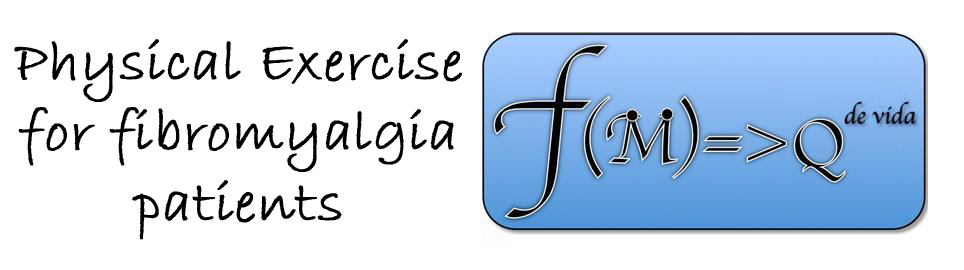 Physical Exercise
for fibromyalgia
patients
f(M)=>Q de vida